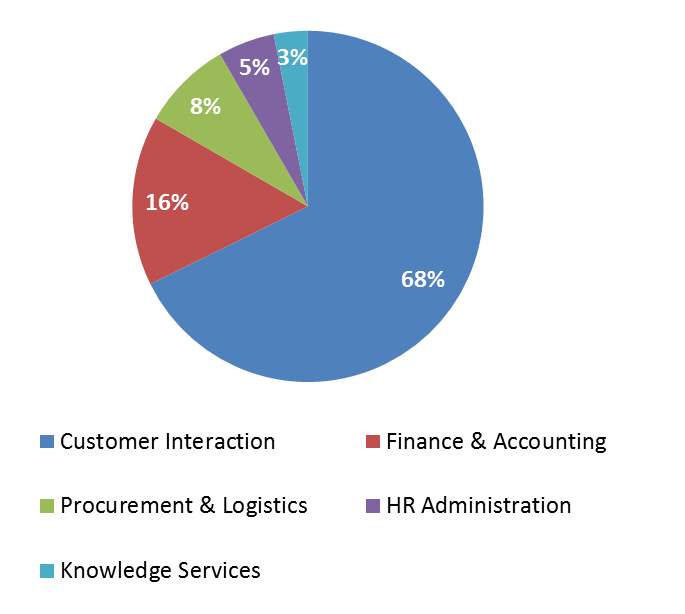 3%
5%
8%
16%
68%
Customer Interaction
Finance & Accounting
Procurement & Logistics
HR Administration
Knowledge Services